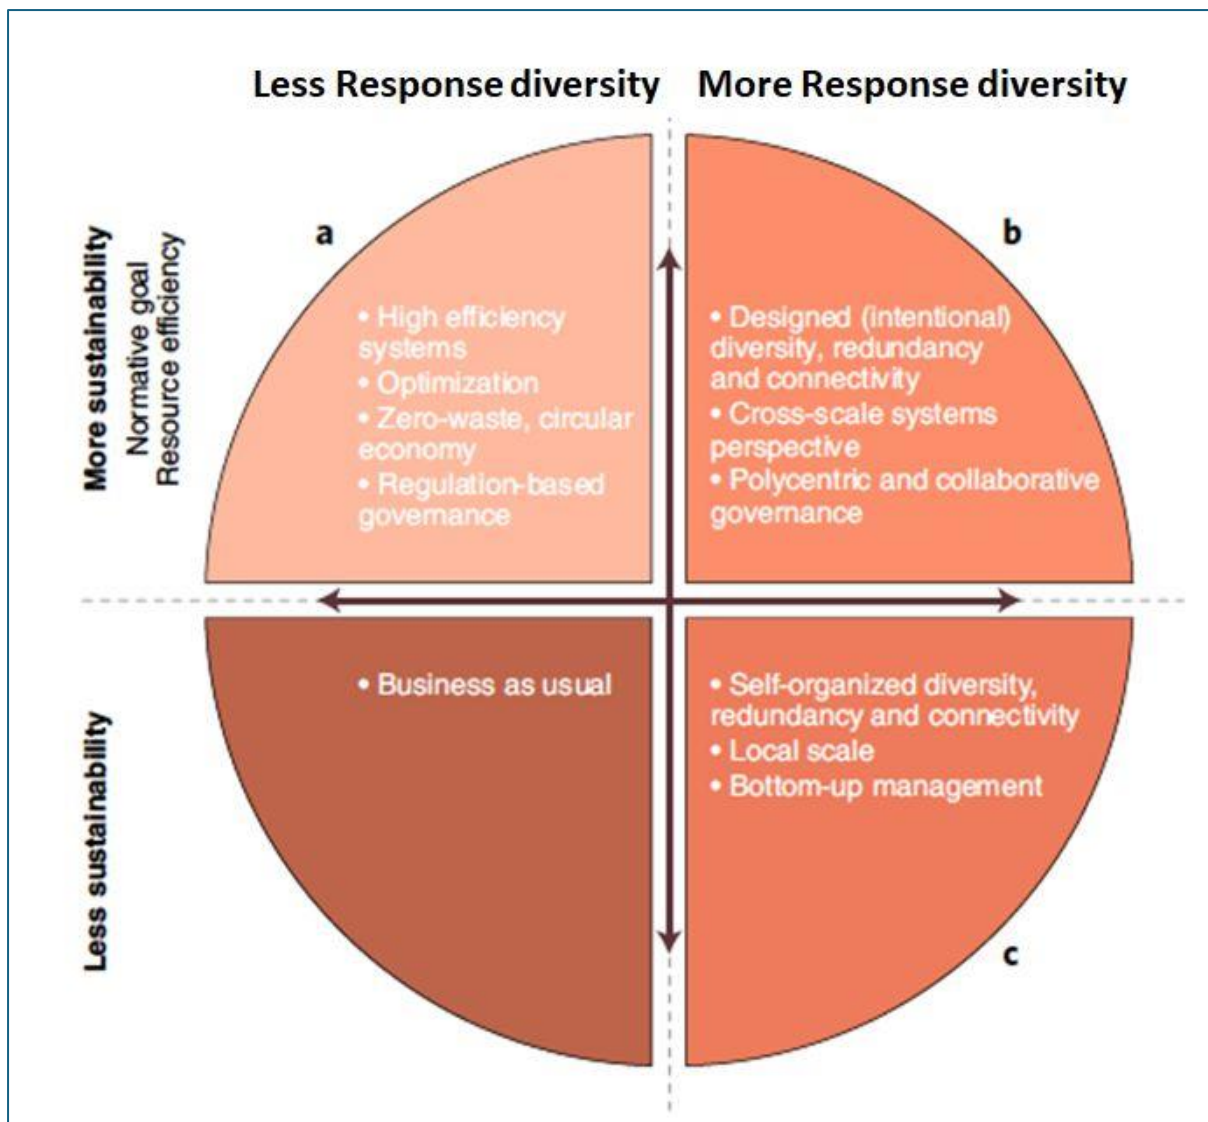 Less Response diversity
More Response diversity
More sustainability
Normative goal
Resource efficiency
a
• High efficiency
systems
• Optimization
• Zero-waste, circular
economy
• Regulation-based
governance
b
• Designed (intentional)
diversity, redundancy
and connectivity
• Cross-scale systems
perspective
• Polycentric and collaborative
governance
Less sustainability
• Business as usual
• Self-organized diversity,
redundancy and connectivity
• Local scale
• Bottom-up management
c